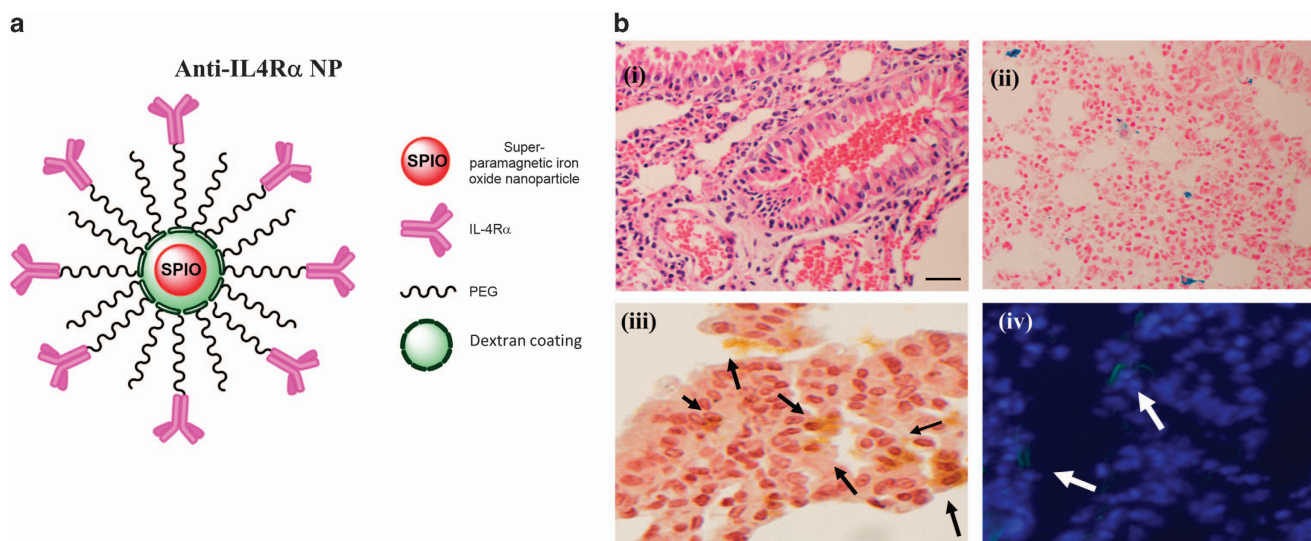 a
Anti-IL4Rα NP
SPIO
SPIO
Super-
paramagnetic iron
oxide nanoparticle
IL-4Rα
PEG
Dextran coating
b
(i)
(ii)
(iii)
(iv)